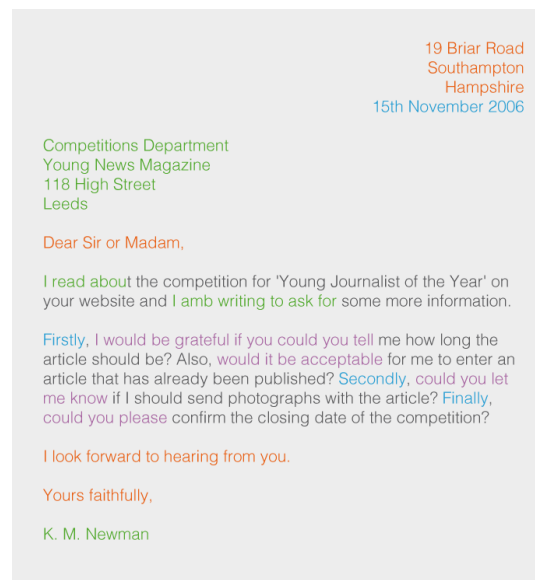 19 Briar Road
Southampton
Hampshire
15th November 2006
Competitions Department
Young News Magazine
118 High Street
Leeds
Dear Sir or Madam,
I read about the competition for 'Young Journalist of the Year' on
your website and I amb writing to ask for some more information.
Firstly, I would be grateful if you could you tell me how long the
article should be? Also, would it be acceptable for me to enter an
article that has already been published? Secondly, could you let
me know if I should send photographs with the article? Finally,
could you please confirm the closing date of the competition?
I look forward to hearing from you.
Yours faithfully,
K. M. Newman